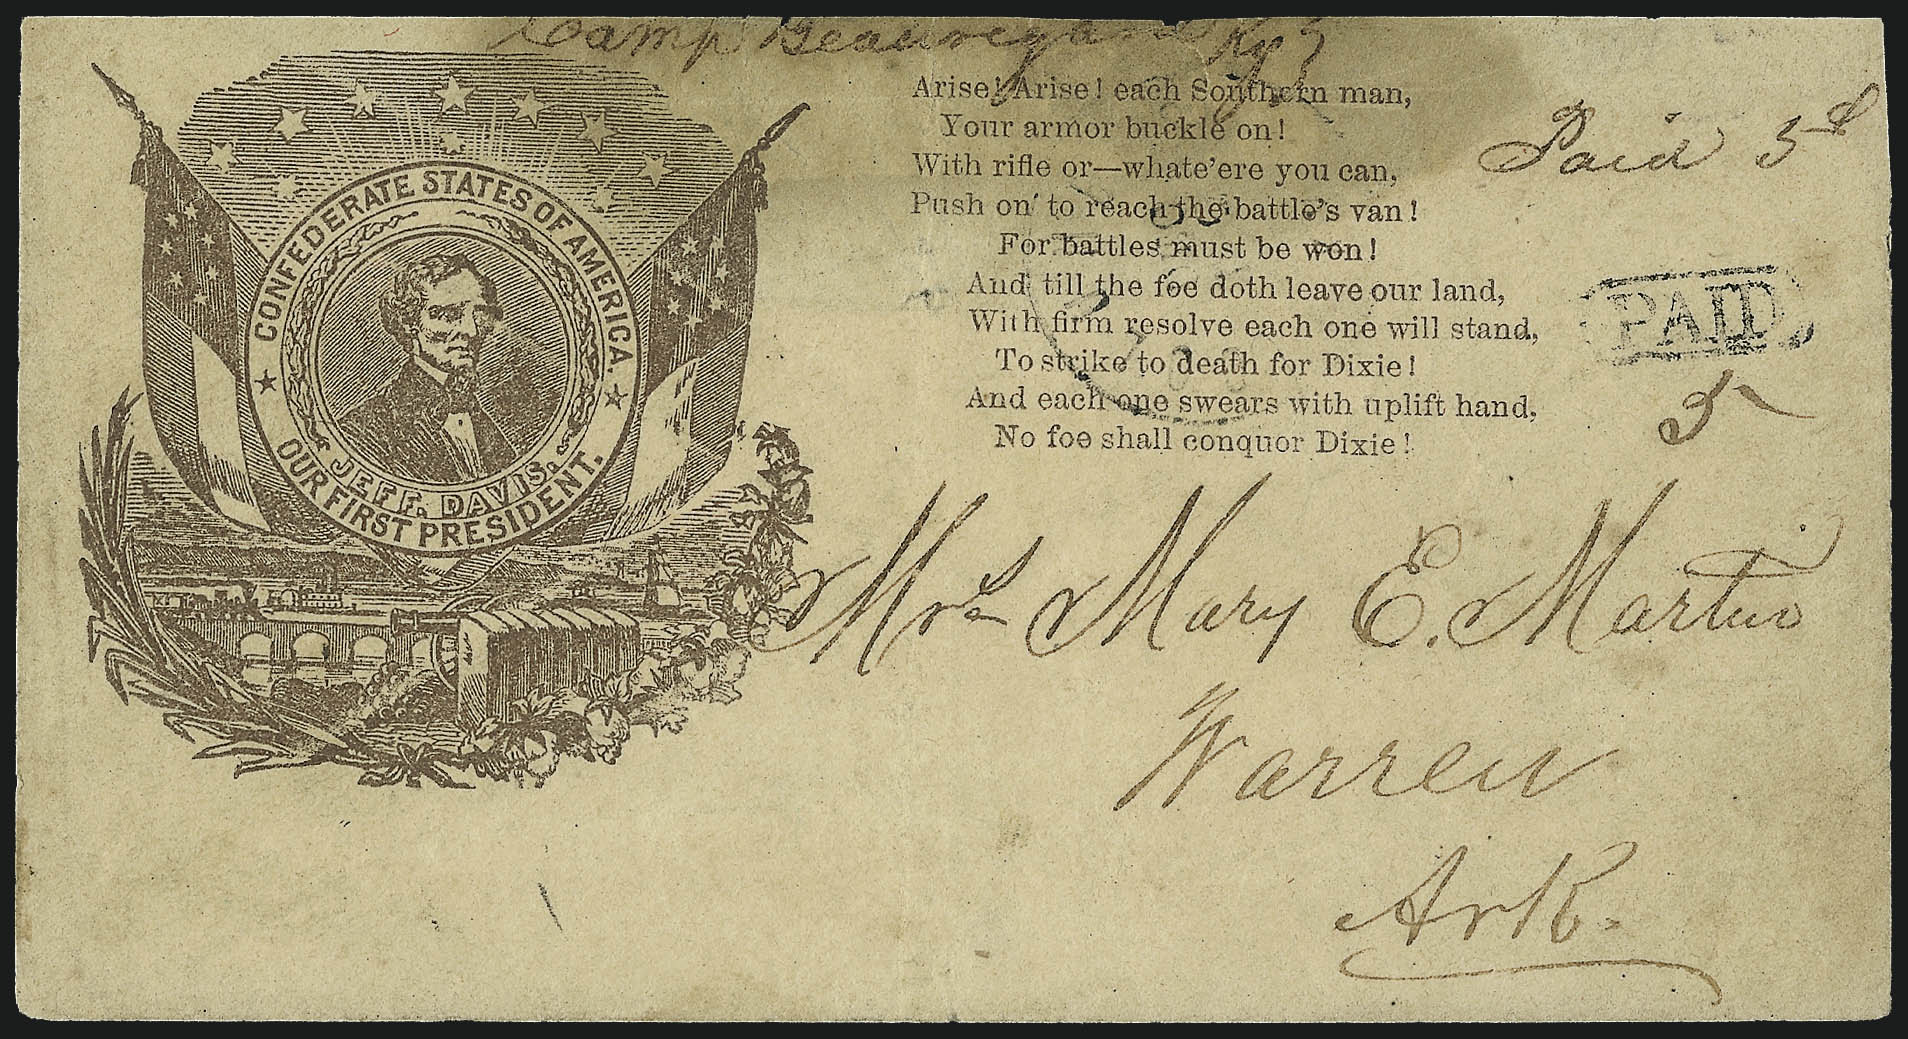 Camp Beauregard Ky
CONFEDERATE STATES OF AMERICA.
JEFF. DAVIS.
OUR FIRST PRESIDENT.
Arise! Arise! each Southern man,
Your armor buckle on!
With rifle or—whate'ere you can,
Push on to reach the battle's van!
For battles must be won!
And till the foe doth leave our land,
With firm resolve each one will stand,
To strike to death for Dixie!
And each one swears with uplift hand,
No foe shall conquor Dixie!
Paid 5
PAID
5
Mrs Mary E. Martin
Warren
Ark.